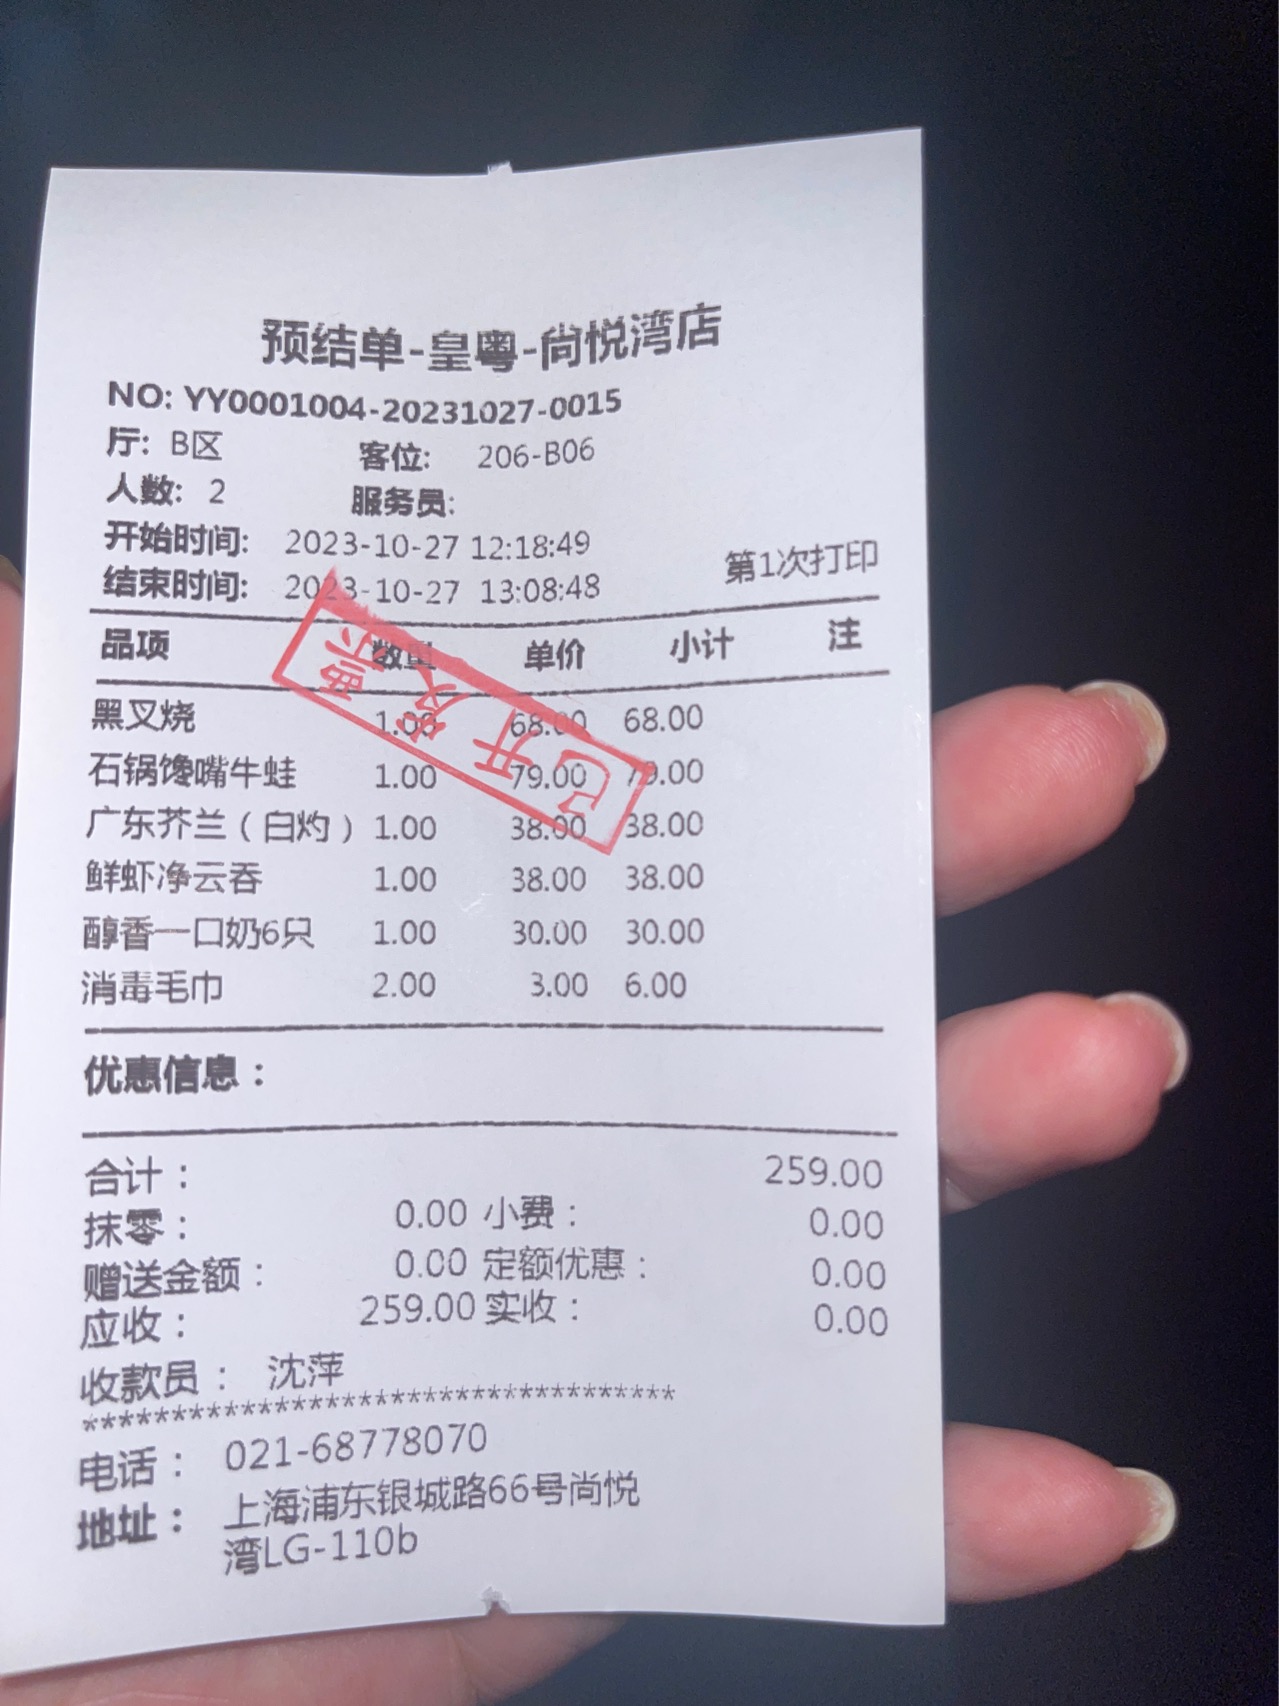 预结单-皇粤-尚悦湾店
NO: YY0001004-20231027-0015
厅: B区 客位: 206-B06
人数: 2 服务员:
开始时间: 2023-10-27 12:18:49
第1次打印
结束时间: 2023-10-27 13:08:48
品项 数量 单价 小计 注
黑叉烧 1.00 68.00 68.00
石锅馋嘴牛蛙 1.00 79.00 79.00
广东芥兰（白灼） 1.00 38.00 38.00
鲜虾净云吞 1.00 38.00 38.00
醇香一口奶6只 1.00 30.00 30.00
消毒毛巾 2.00 3.00 6.00
已开发票
优惠信息：
合计： 259.00
抹零： 0.00 小费： 0.00
赠送金额： 0.00 定额优惠： 0.00
应收： 259.00 实收： 0.00
收款员： 沈萍
*********************************
电话： 021-68778070
地址： 上海浦东银城路66号尚悦
湾LG-110b